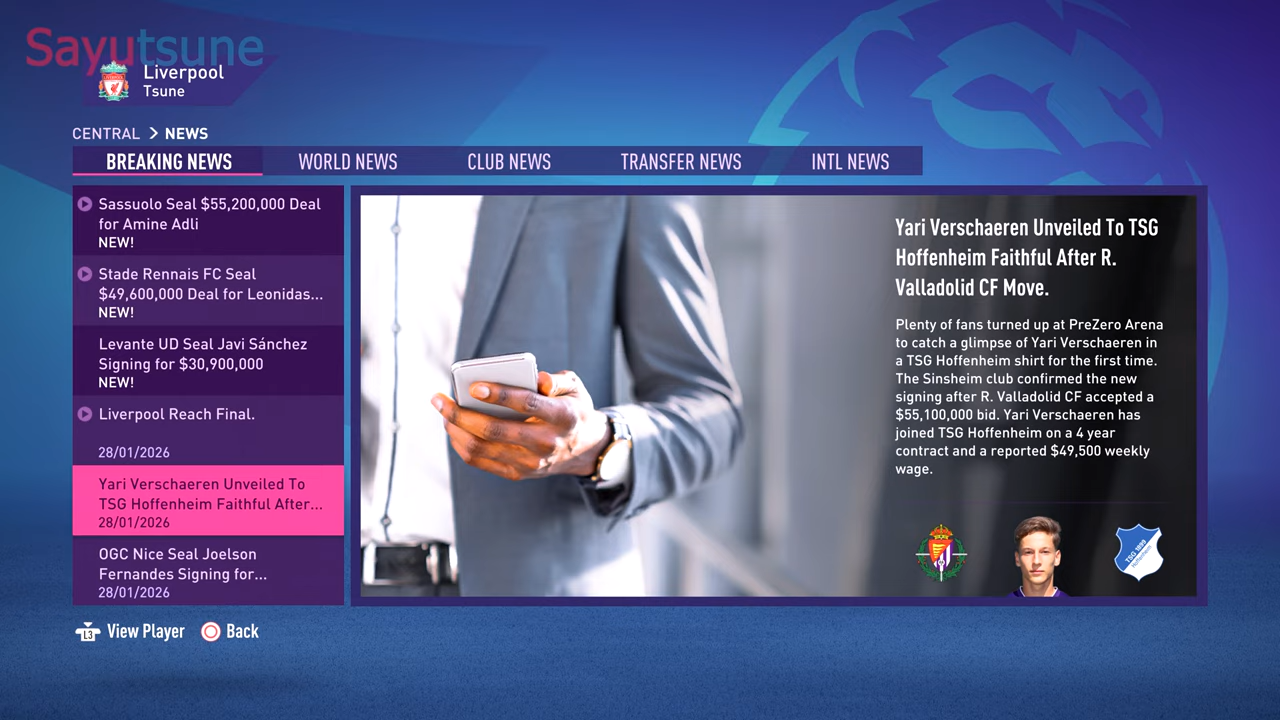 Sayutsune
Liverpool
Tsune
CENTRAL > NEWS
BREAKING NEWS WORLD NEWS CLUB NEWS TRANSFER NEWS INTL NEWS
Sassuolo Seal $55,200,000 Deal
for Amine Adli
NEW!
Stade Rennais FC Seal
$49,600,000 Deal for Leonidas...
NEW!
Levante UD Seal Javi Sánchez
Signing for $30,900,000
NEW!
Liverpool Reach Final.
28/01/2026
Yari Verschaeren Unveiled To
TSG Hoffenheim Faithful After...
28/01/2026
OGC Nice Seal Joelson
Fernandes Signing for...
28/01/2026
Yari Verschaeren Unveiled To TSG
Hoffenheim Faithful After R.
Valladolid CF Move.
Plenty of fans turned up at PreZero Arena
to catch a glimpse of Yari Verschaeren in
a TSG Hoffenheim shirt for the first time.
The Sinsheim club confirmed the new
signing after R. Valladolid CF accepted a
$55,100,000 bid. Yari Verschaeren has
joined TSG Hoffenheim on a 4 year
contract and a reported $49,500 weekly
wage.
TSG 1899
Hoffenheim
L3 View Player Back